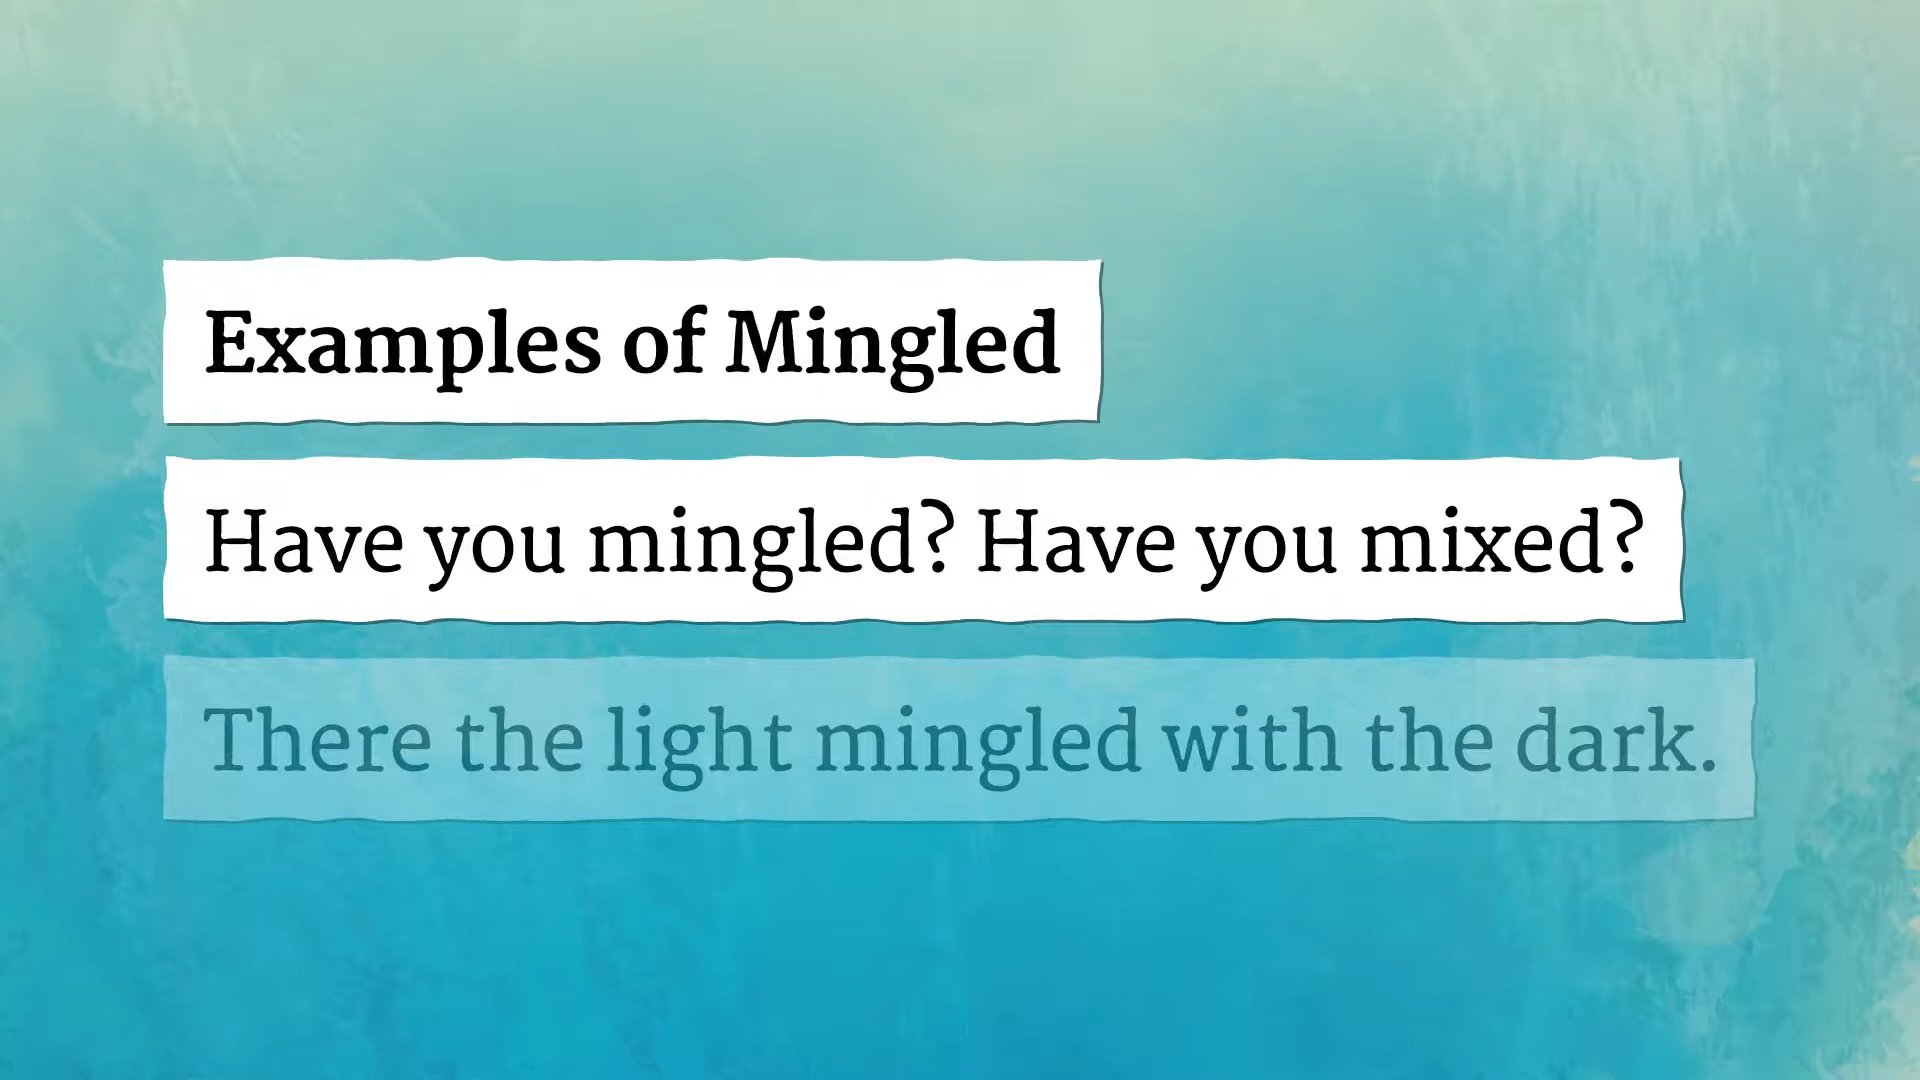 Examples of Mingled
Have you mingled? Have you mixed?
There the light mingled with the dark.